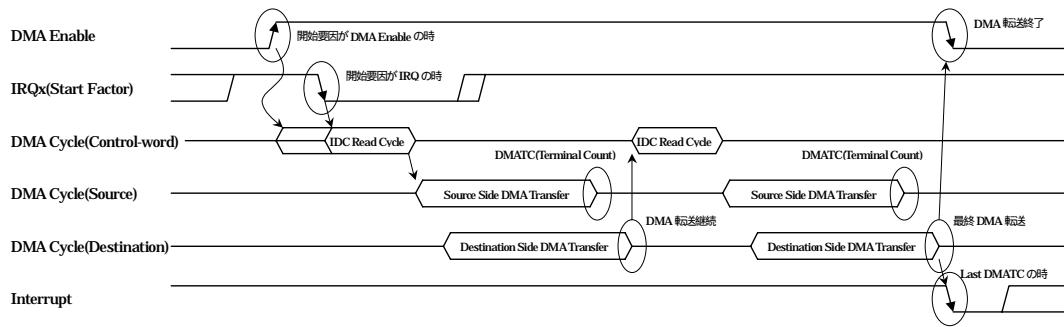 DMA Enable
開始要因が DMA Enable の時
DMA 転送終了
IRQx(Start Factor)
開始要因が IRQ の時
DMA Cycle(Control-word)
IDC Read Cycle
IDC Read Cycle
DMATC(Terminal Count)
DMATC(Terminal Count)
DMA Cycle(Source)
Source Side DMA Transfer
Source Side DMA Transfer
DMA 転送継続
最終 DMA 転送
DMA Cycle(Destination)
Destination Side DMA Transfer
Destination Side DMA Transfer
Last DMATC の時
Interrupt